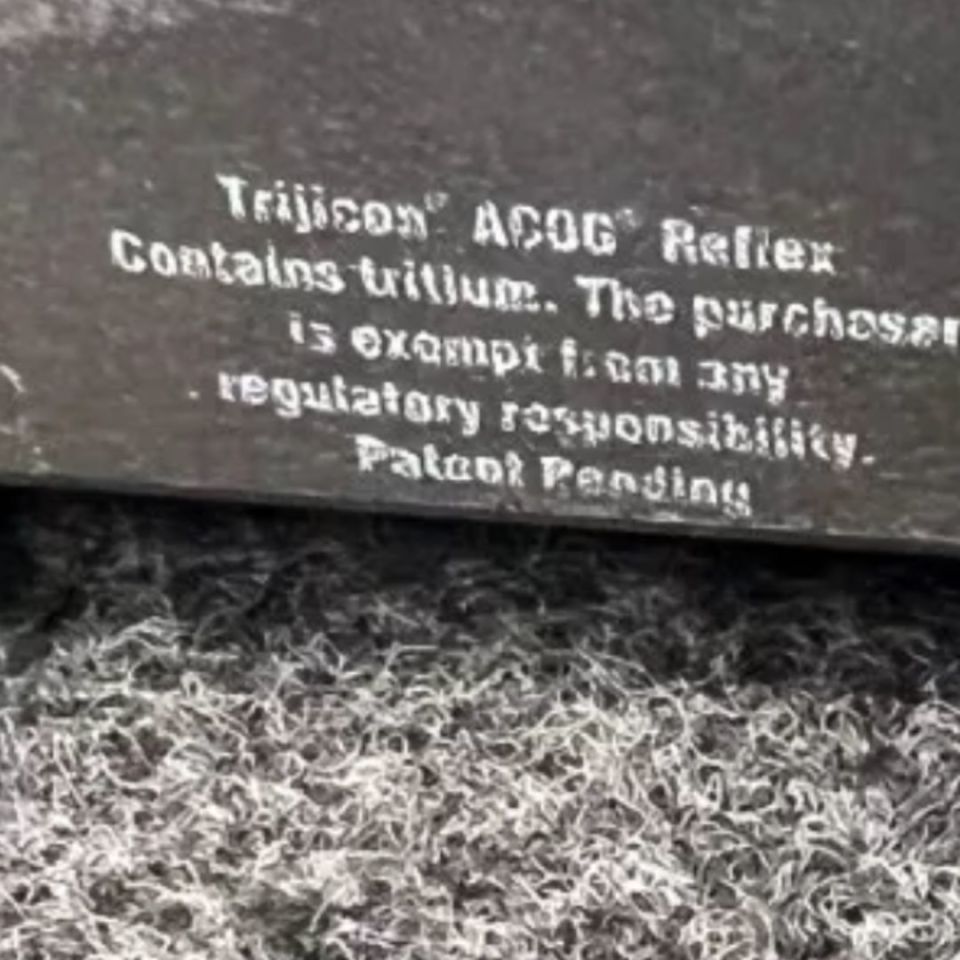 Trijicon® ACOG® Reflex
Contains tritium. The purchaser
is exempt from any
regulatory responsibility.
Patent Pending